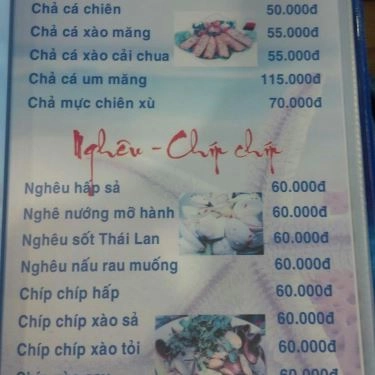 Chả cá chiên 50.000đ
Chả cá xào măng 55.000đ
Chả cá xào cải chua 55.000đ
Chả cá um măng 115.000đ
Chả mực chiên xù 70.000đ
Nghêu - Chíp chíp
Nghêu hấp sả 60.000đ
Nghê nướng mỡ hành 60.000đ
Nghêu sốt Thái Lan 60.000đ
Nghêu nấu rau muống 60.000đ
Chíp chíp hấp 60.000đ
Chíp chíp xào sả 60.000đ
Chíp chíp xào tỏi 60.000đ
60.000đ